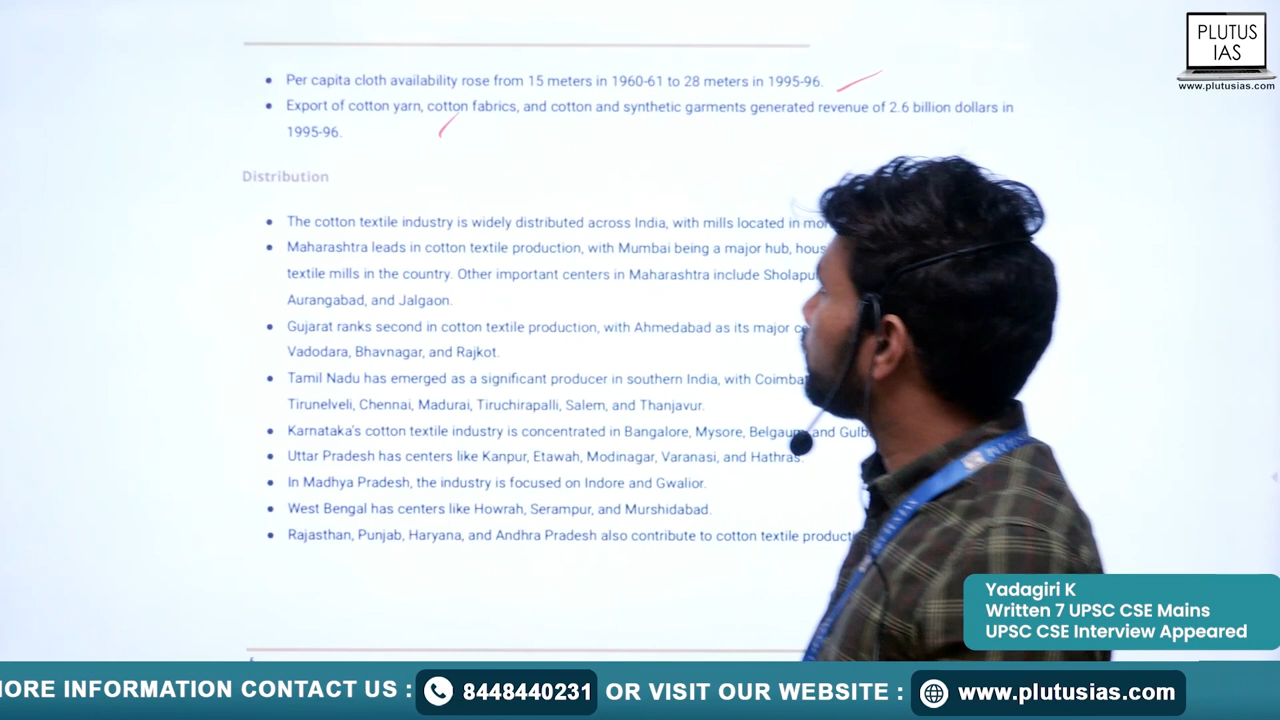 PLUTUS
IAS
www.plutusias.com
• Per capita cloth availability rose from 15 meters in 1960-61 to 28 meters in 1995-96.
• Export of cotton yarn, cotton fabrics, and cotton and synthetic garments generated revenue of 2.6 billion dollars in
1995-96.
Distribution
• The cotton textile industry is widely distributed across India, with mills located in
• Maharashtra leads in cotton textile production, with Mumbai being a major hub,
textile mills in the country. Other important centers in Maharashtra include
Aurangabad, and Jalgaon.
• Gujarat ranks second in cotton textile production, with Ahmedabad as its major
Vadodara, Bhavnagar, and Rajkot.
• Tamil Nadu has emerged as a significant producer in southern India, with
Tirunelveli, Chennai, Madurai, Tiruchirapalli, Salem, and Thanjavur.
• Karnataka's cotton textile industry is concentrated in Bangalore, Mysore, Belgaum, and
• Uttar Pradesh has centers like Kanpur, Etawah, Modinagar, Varanasi, and Hathras.
• In Madhya Pradesh, the industry is focused on Indore and Gwalior.
• West Bengal has centers like Howrah, Serampur, and Murshidabad.
• Rajasthan, Punjab, Haryana, and Andhra Pradesh also contribute to cotton textile
Yadagiri K
Written 7 UPSC CSE Mains
UPSC CSE Interview Appeared
MORE INFORMATION CONTACT US : 8448440231 OR VISIT OUR WEBSITE : www.plutusias.com